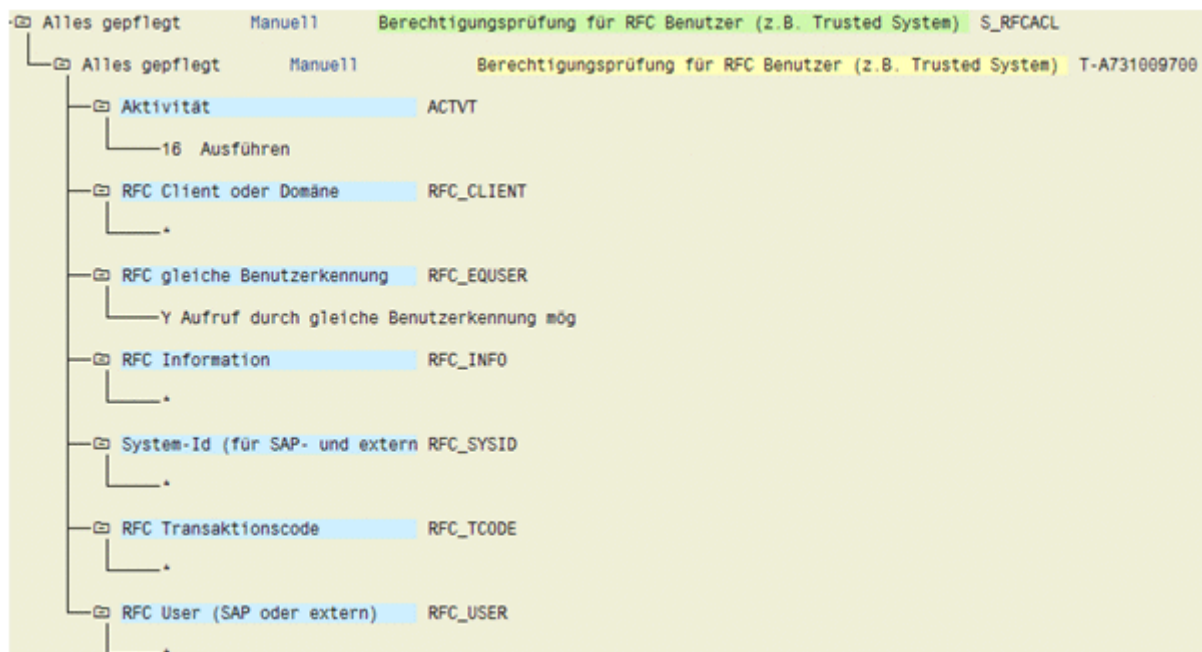 Alles gepflegt Manuell Berechtigungsprüfung für RFC Benutzer (z.B. Trusted System) S_RFCACL
Alles gepflegt Manuell Berechtigungsprüfung für RFC Benutzer (z.B. Trusted System) T-A731009700
Aktivität ACTVT
16 Ausführen
RFC Client oder Domäne RFC_CLIENT
*
RFC gleiche Benutzerkennung RFC_EQUSER
Y Aufruf durch gleiche Benutzerkennung mög
RFC Information RFC_INFO
*
System-Id (für SAP- und extern RFC_SYSID
*
RFC Transaktionscode RFC_TCODE
*
RFC User (SAP oder extern) RFC_USER
*